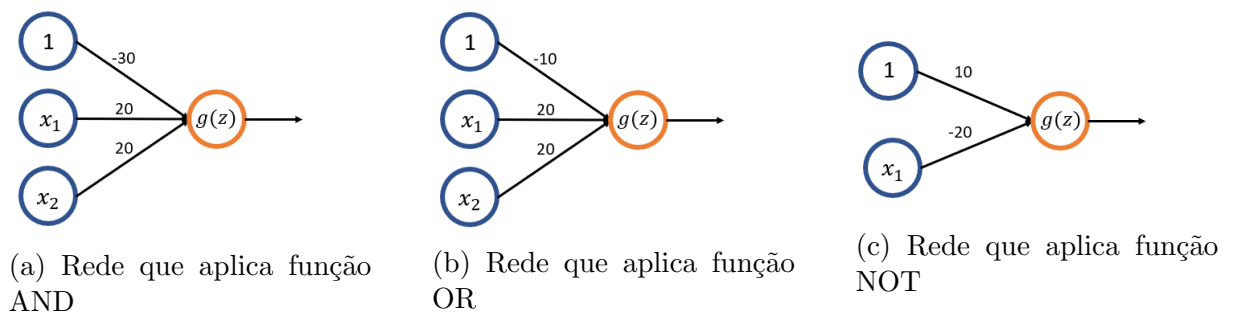 1
-30
x₁
20
g(z)
20
x₂
(a) Rede que aplica função
AND
1
-10
x₁
20
g(z)
20
x₂
(b) Rede que aplica função
OR
1
10
g(z)
-20
x₁
(c) Rede que aplica função
NOT